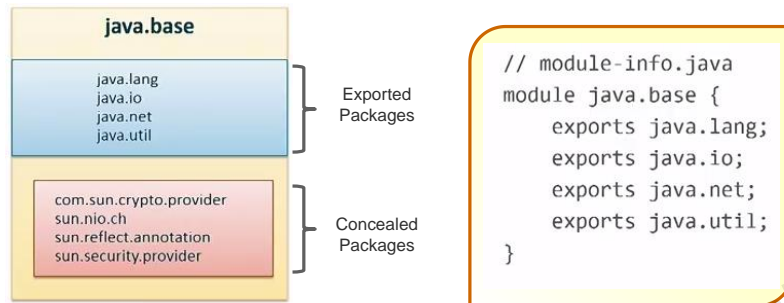 java.base
java.lang
java.io
java.net
java.util
Exported
Packages
com.sun.crypto.provider
sun.nio.ch
sun.reflect.annotation
sun.security.provider
Concealed
Packages
// module-info.java
module java.base {
    exports java.lang;
    exports java.io;
    exports java.net;
    exports java.util;
}